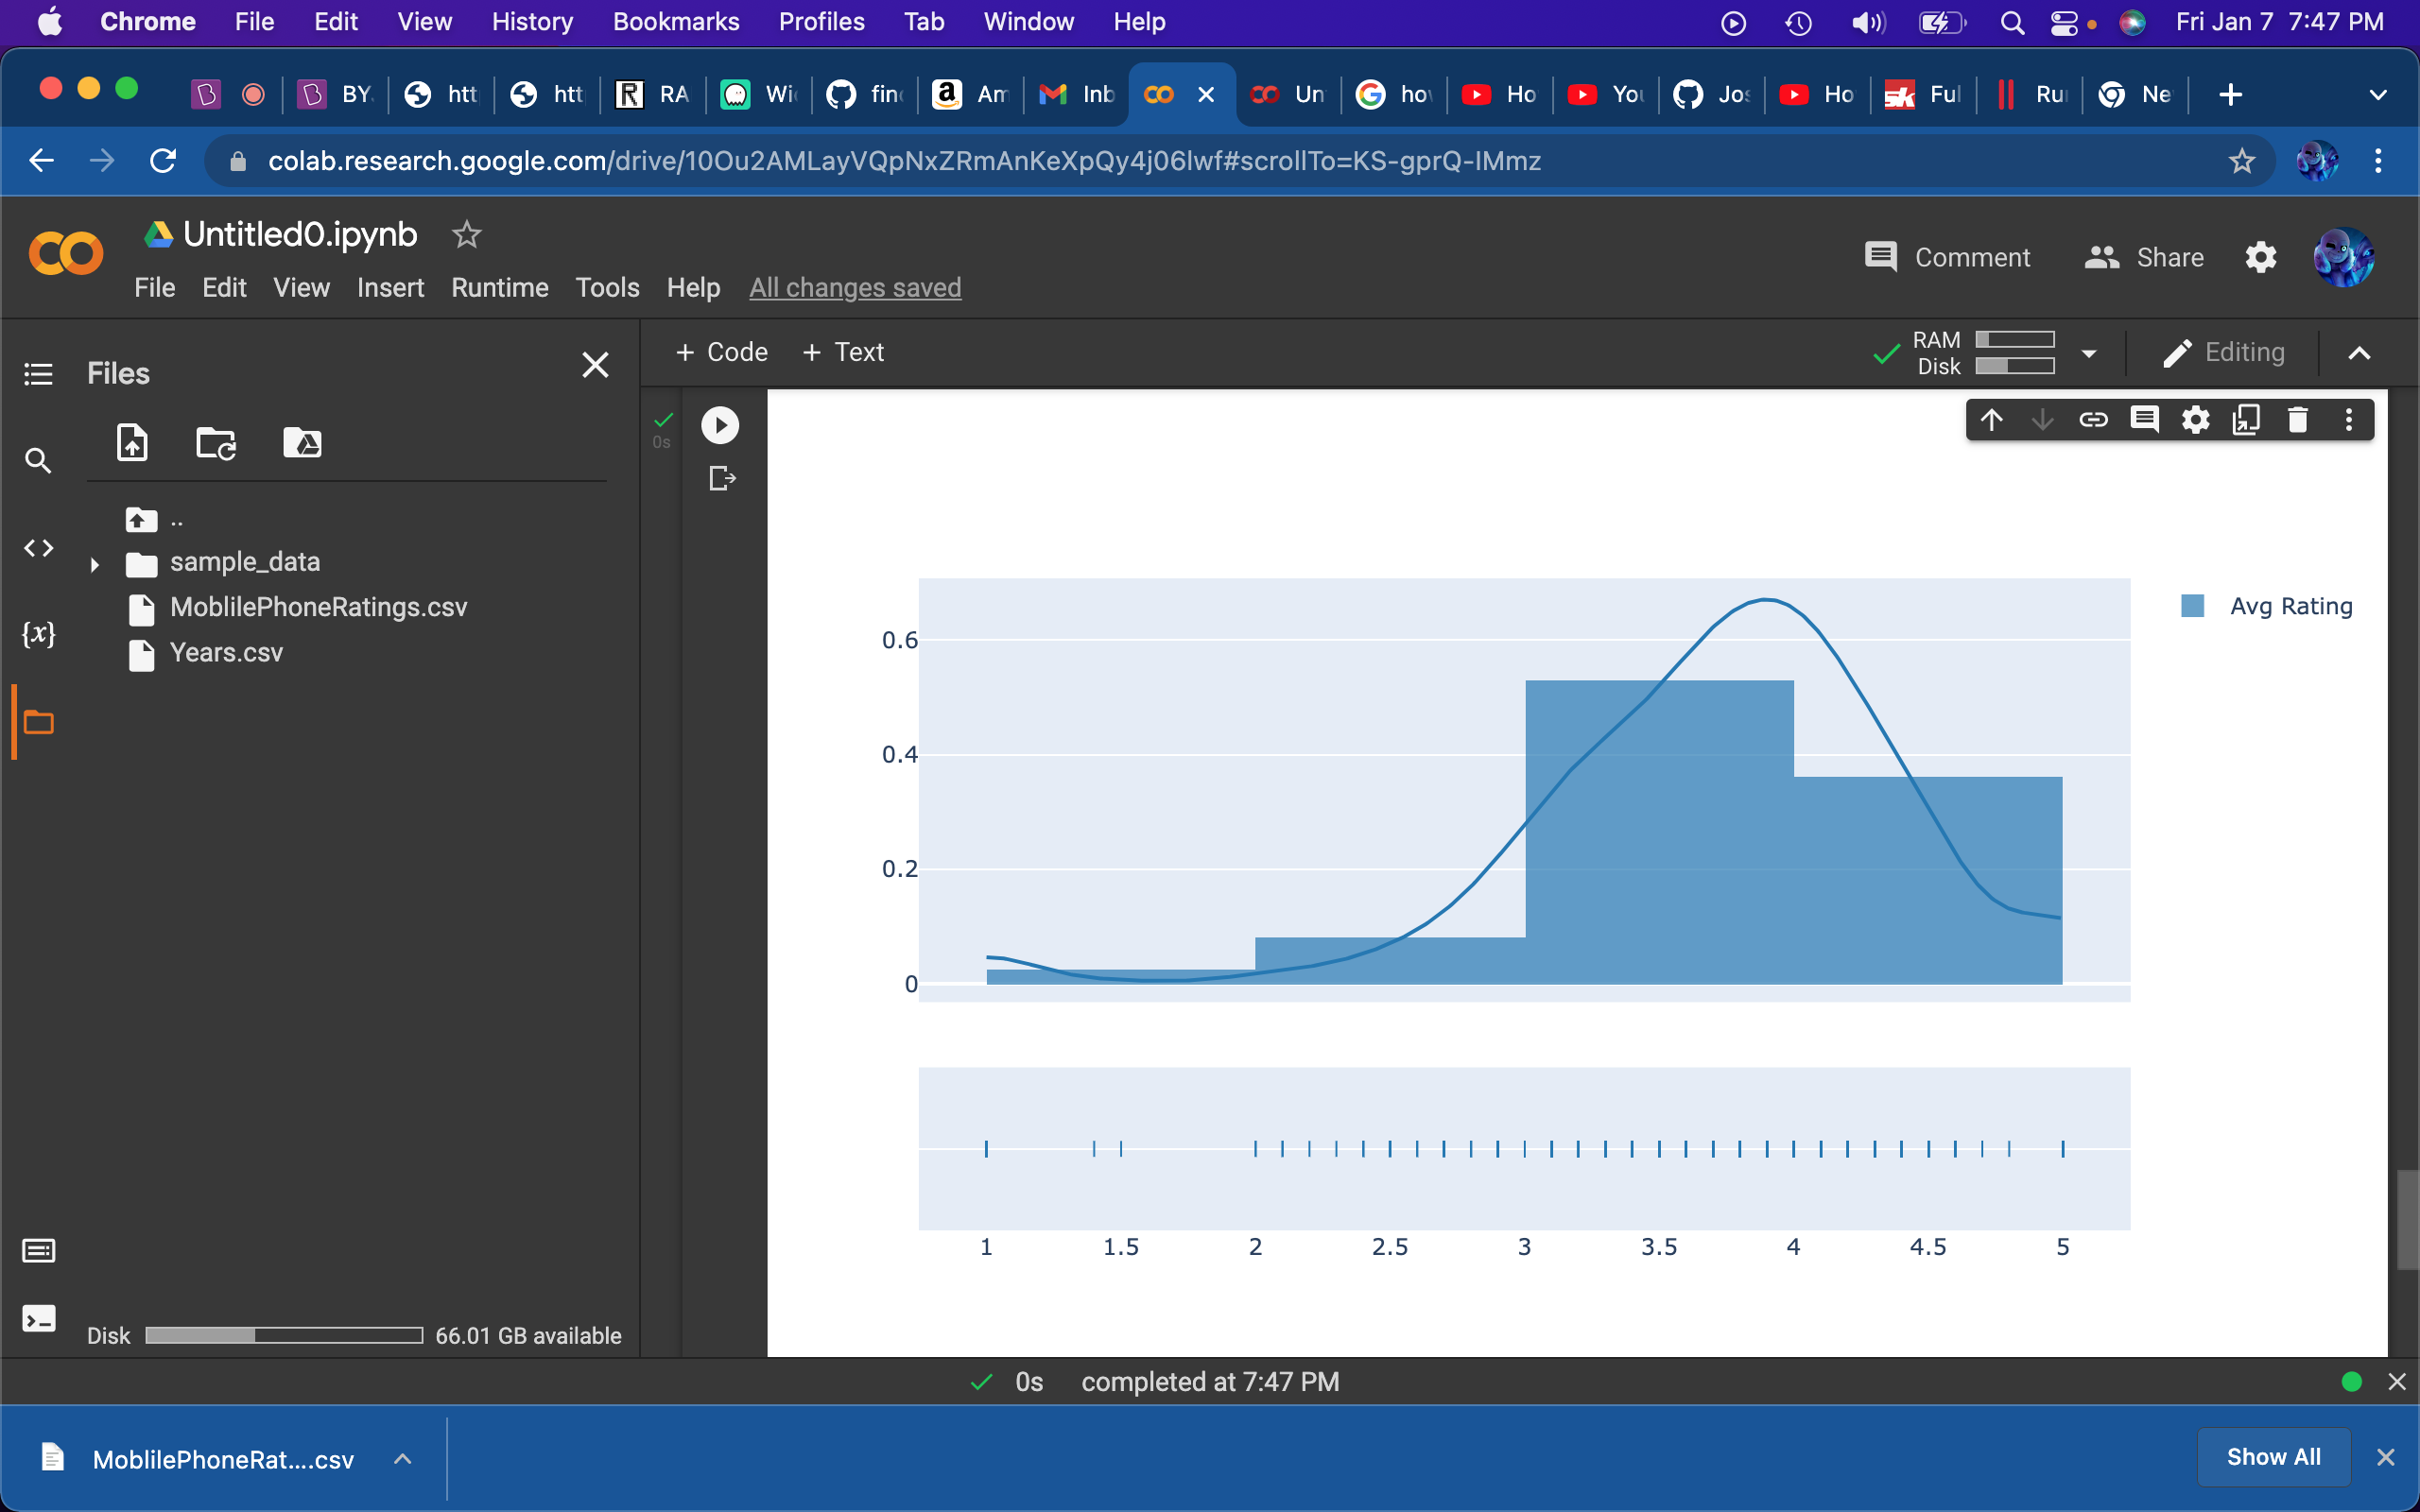 Chrome File Edit View History Bookmarks Profiles Tab Window Help Fri Jan 7 7:47 PM
BY. htt htt RA Wi fin Am Inb Un ho Ho You Jos Ho Ful Ru Ne
colab.research.google.com/drive/10Ou2AMLayVQpNxZRmAnKeXpQy4j06lwf#scrollTo=KS-gprQ-IMmz
Untitled0.ipynb
Comment Share
File Edit View Insert Runtime Tools Help All changes saved
Files
+ Code + Text
RAM
Disk
Editing
0s
..
sample_data
MoblilePhoneRatings.csv
Years.csv
{x}
Avg Rating
0.6
0.4
0.2
0
1 1.5 2 2.5 3 3.5 4 4.5 5
Disk 66.01 GB available
0s completed at 7:47 PM
MoblilePhoneRat....csv
Show All